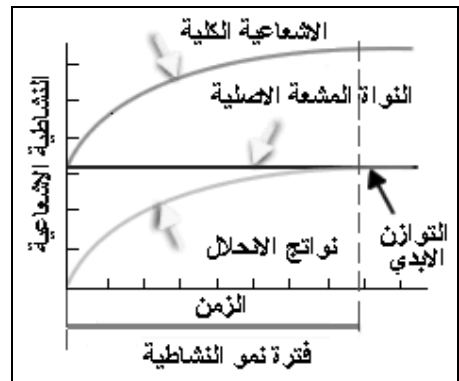 الاشعاعية الكلية
النواة المشعة الاصلية
النشاطية الاشعاعية
التوازن
الابدي
نواتج الانحلال
الزمن
فترة نمو النشاطية